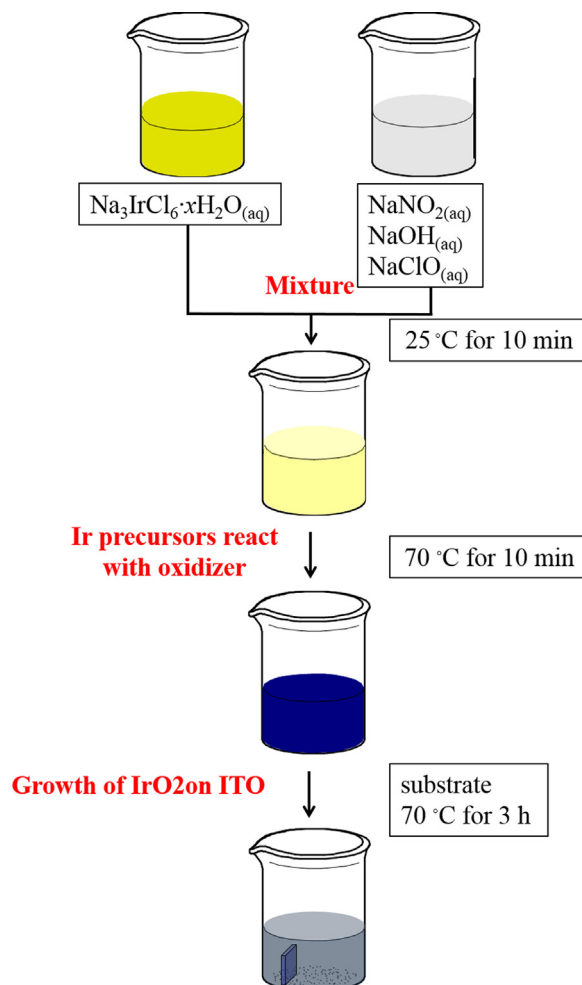 Na₃IrCl₆·xH₂O(aq)
NaNO₂(aq)
NaOH(aq)
NaClO(aq)
Mixture
25 °C for 10 min
Ir precursors react
with oxidizer
70 °C for 10 min
Growth of IrO2on ITO
substrate
70 °C for 3 h